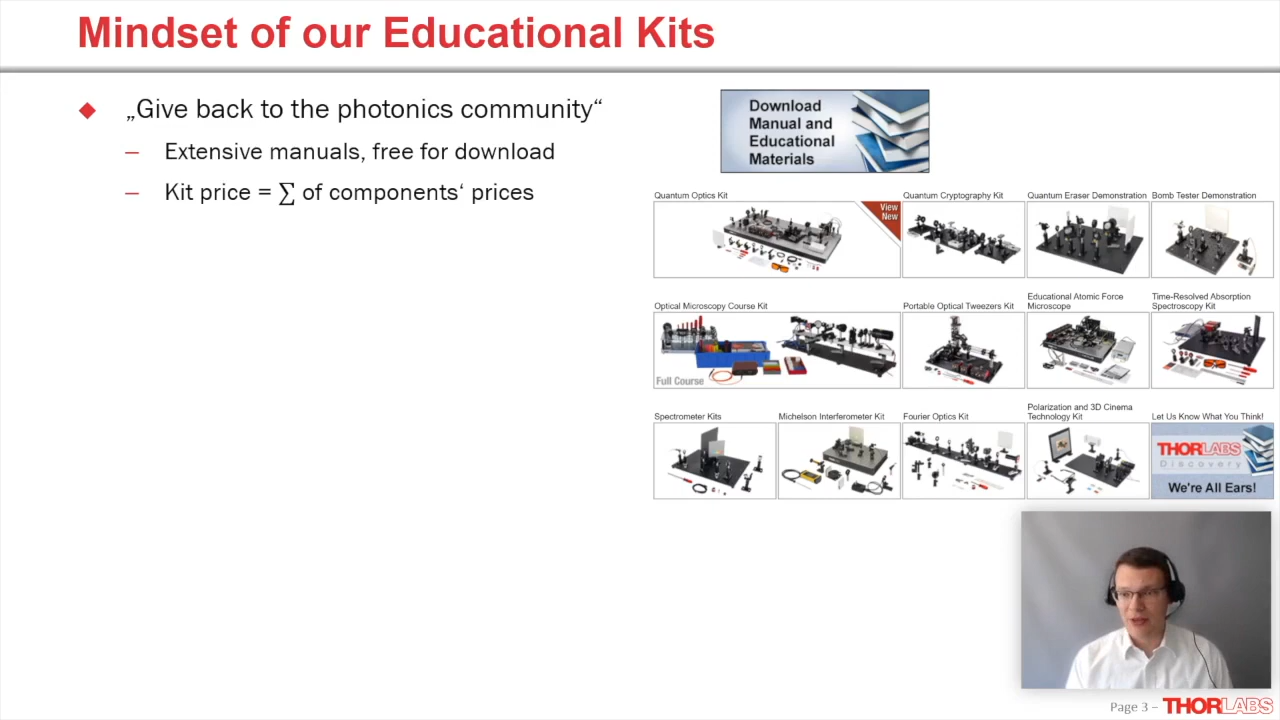 Mindset of our Educational Kits
◆ „Give back to the photonics community“
– Extensive manuals, free for download
– Kit price = ∑ of components‘ prices
Download
Manual and
Educational
Materials
Quantum Optics Kit
View
New
Quantum Cryptography Kit
Quantum Eraser Demonstration
Bomb Tester Demonstration
Optical Microscopy Course Kit
Full Course
Portable Optical Tweezers Kit
Educational Atomic Force
Microscope
Time-Resolved Absorption
Spectroscopy Kit
Spectrometer Kits
Michelson Interferometer Kit
Fourier Optics Kit
Polarization and 3D Cinema
Technology Kit
Let Us Know What You Think!
THORLABS
Discovery
We're All Ears!
Page 3 – THORLABS